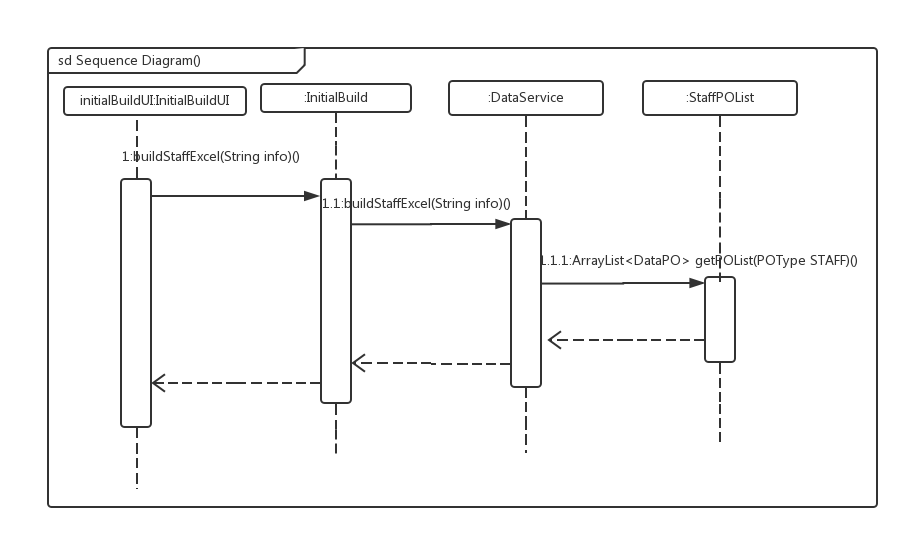 sd Sequence Diagram()
initialBuildUI:InitialBuildUI
:InitialBuild
:DataService
:StaffPOList
1:buildStaffExcel(String info)()
1.1:buildStaffExcel(String info)()
1.1.1:ArrayList<DataPO> getPOList(POType STAFF)()